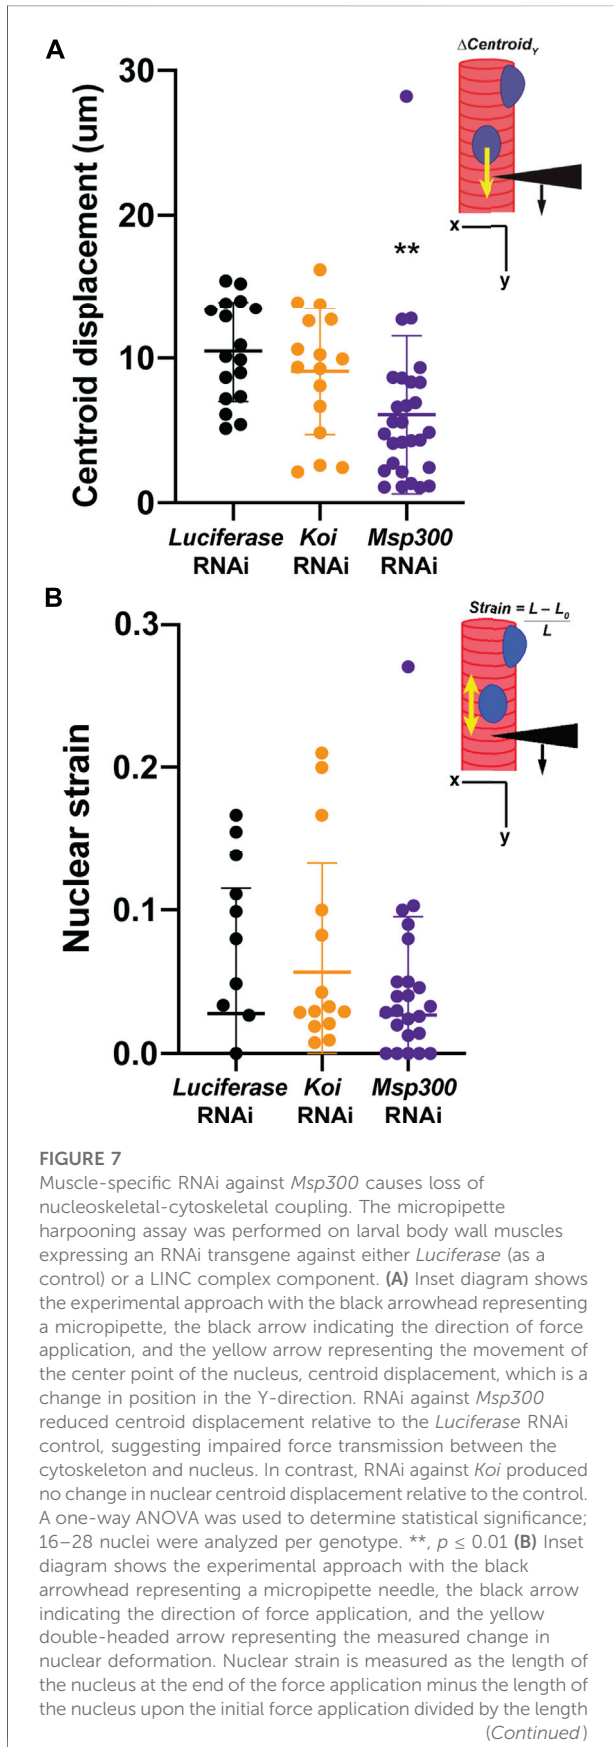 A
ΔCentroidY
Centroid displacement (um)
30
20
10
0
**
x
y
Luciferase RNAi
Koi RNAi
Msp300 RNAi
B
Strain = L – L0
L
Nuclear strain
0.3
0.2
0.1
0.0
x
y
Luciferase RNAi
Koi RNAi
Msp300 RNAi
FIGURE 7
Muscle-specific RNAi against Msp300 causes loss of
nucleoskeletal-cytoskeletal coupling. The micropipette
harpooning assay was performed on larval body wall muscles
expressing an RNAi transgene against either Luciferase (as a
control) or a LINC complex component. (A) Inset diagram shows
the experimental approach with the black arrowhead representing
a micropipette, the black arrow indicating the direction of force
application, and the yellow arrow representing the movement of
the center point of the nucleus, centroid displacement, which is a
change in position in the Y-direction. RNAi against Msp300
reduced centroid displacement relative to the Luciferase RNAi
control, suggesting impaired force transmission between the
cytoskeleton and nucleus. In contrast, RNAi against Koi produced
no change in nuclear centroid displacement relative to the control.
A one-way ANOVA was used to determine statistical significance;
16–28 nuclei were analyzed per genotype. **, p ≤ 0.01 (B) Inset
diagram shows the experimental approach with the black
arrowhead representing a micropipette needle, the black arrow
indicating the direction of force application, and the yellow
double-headed arrow representing the measured change in
nuclear deformation. Nuclear strain is measured as the length of
the nucleus at the end of the force application minus the length of
the nucleus upon the initial force application divided by the length
(Continued)